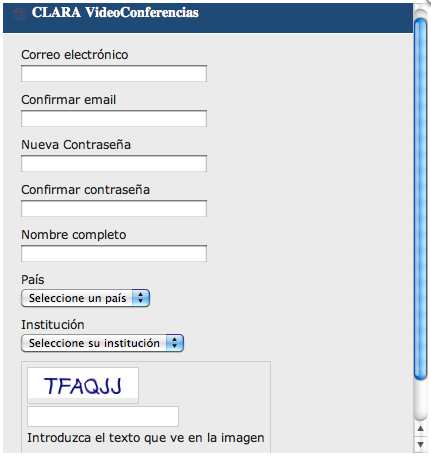 CLARA VideoConferencias
Correo electrónico
Confirmar email
Nueva Contraseña
Confirmar contraseña
Nombre completo
País
Seleccione un país
Institución
Seleccione su institución
TFAQJJ
Introduzca el texto que ve en la imagen